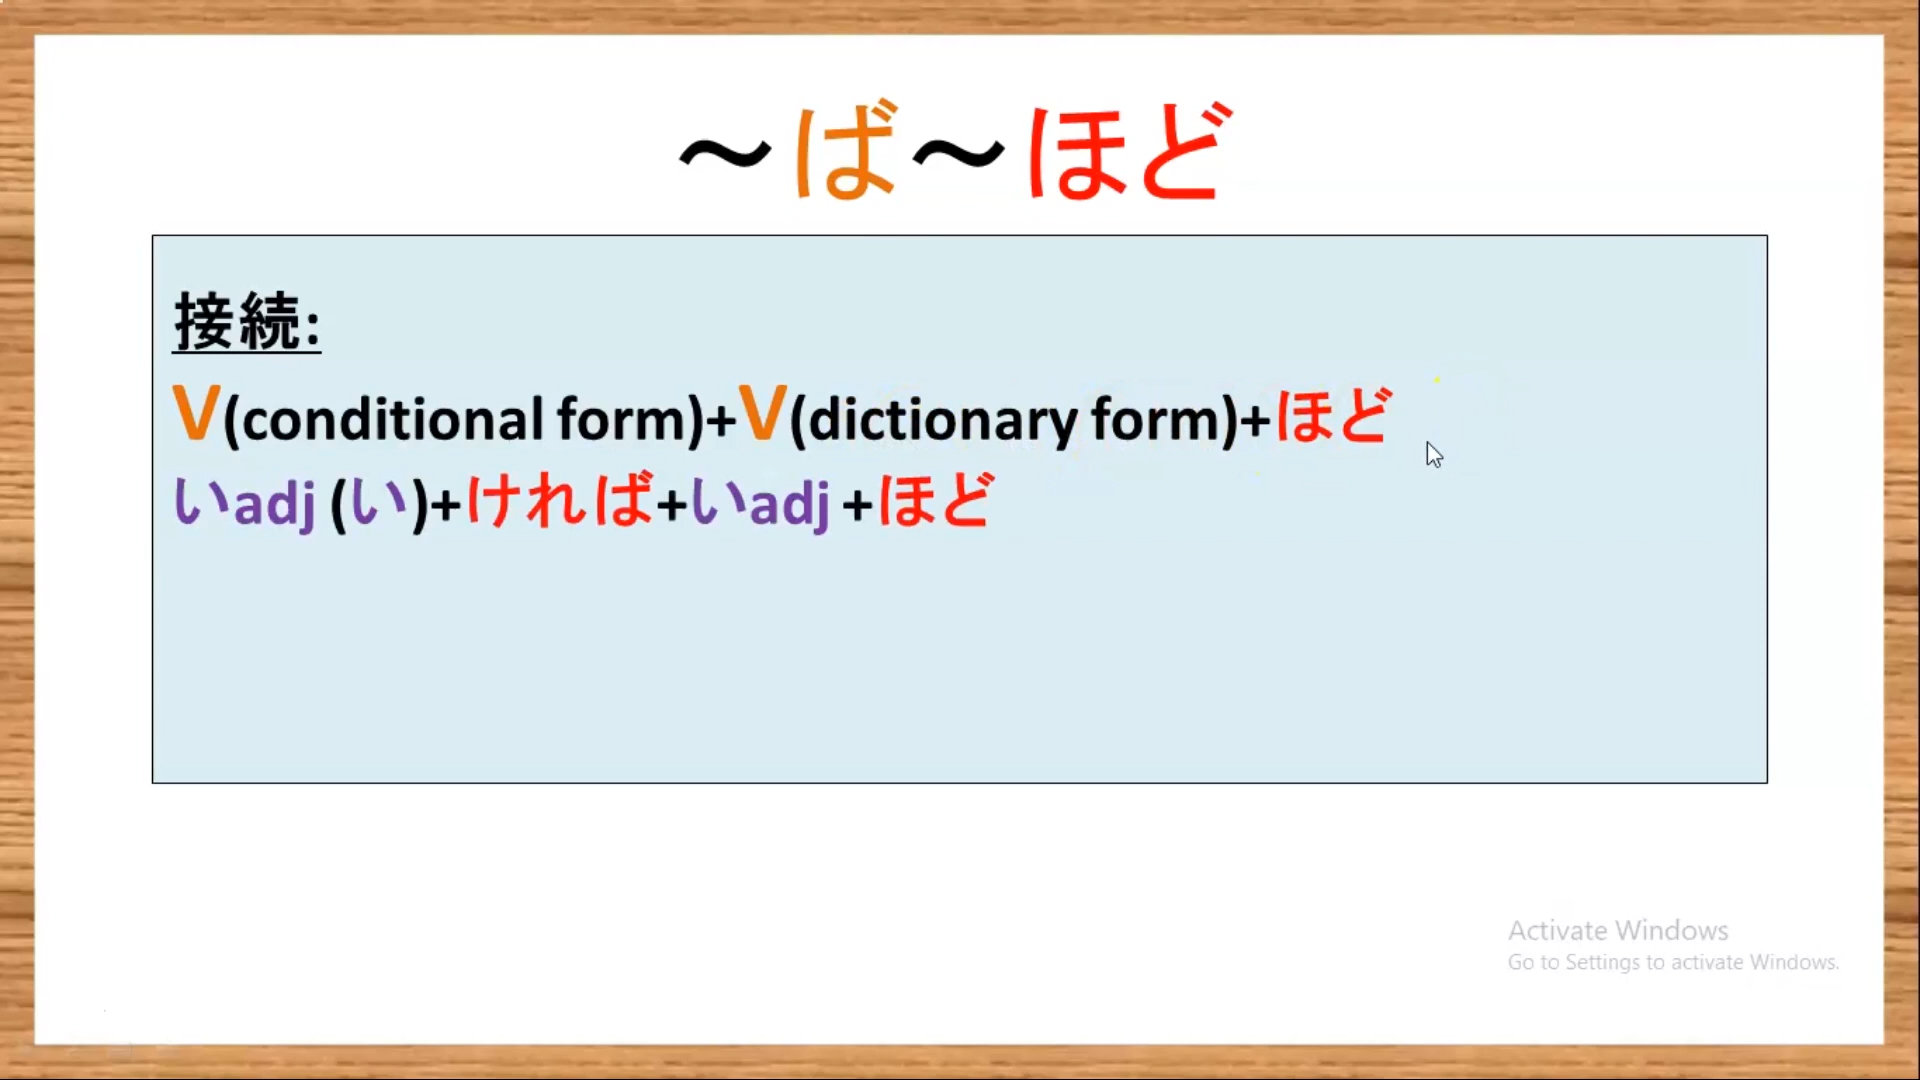 ～ば～ほど
接続:
V(conditional form)+V(dictionary form)+ほど
いadj (い)+ければ+いadj +ほど
Activate Windows
Go to Settings to activate Windows.